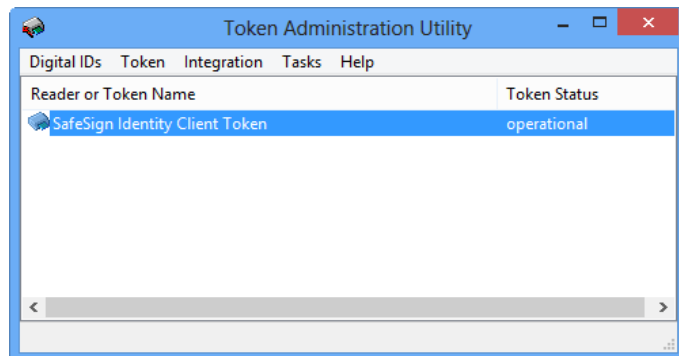 Token Administration Utility
Digital IDs Token Integration Tasks Help
Reader or Token Name Token Status
SafeSign Identity Client Token operational